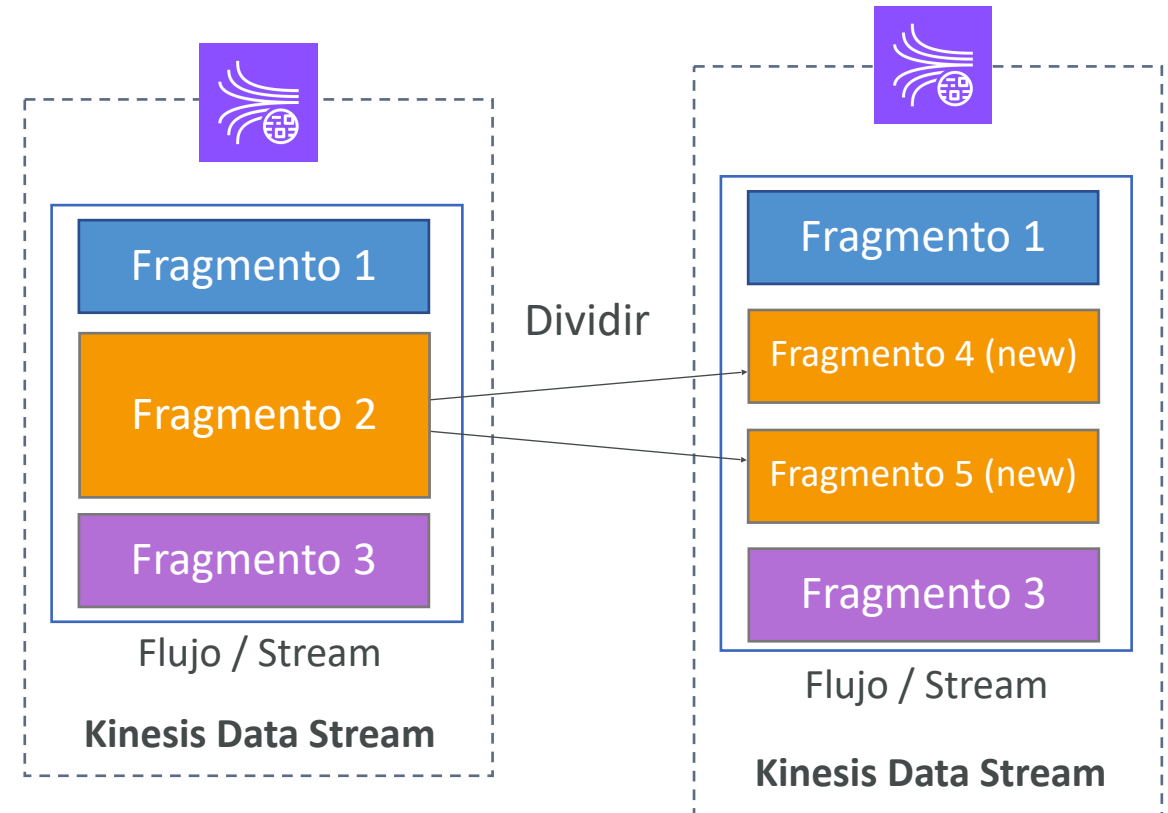 Fragmento 1
Fragmento 2
Fragmento 3
Flujo / Stream
Kinesis Data Stream
Dividir
Fragmento 1
Fragmento 4 (new)
Fragmento 5 (new)
Fragmento 3
Flujo / Stream
Kinesis Data Stream